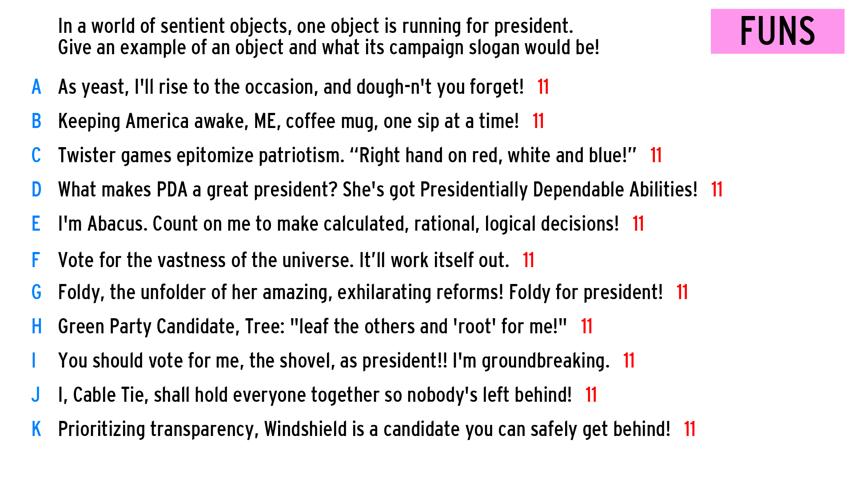 In a world of sentient objects, one object is running for president.
Give an example of an object and what its campaign slogan would be!
FUNS
A As yeast, I'll rise to the occasion, and dough-n't you forget! 11
B Keeping America awake, ME, coffee mug, one sip at a time! 11
C Twister games epitomize patriotism. “Right hand on red, white and blue!” 11
D What makes PDA a great president? She's got Presidentially Dependable Abilities! 11
E I'm Abacus. Count on me to make calculated, rational, logical decisions! 11
F Vote for the vastness of the universe. It’ll work itself out. 11
G Foldy, the unfolder of her amazing, exhilarating reforms! Foldy for president! 11
H Green Party Candidate, Tree: "leaf the others and 'root' for me!" 11
I You should vote for me, the shovel, as president!! I'm groundbreaking. 11
J I, Cable Tie, shall hold everyone together so nobody's left behind! 11
K Prioritizing transparency, Windshield is a candidate you can safely get behind! 11